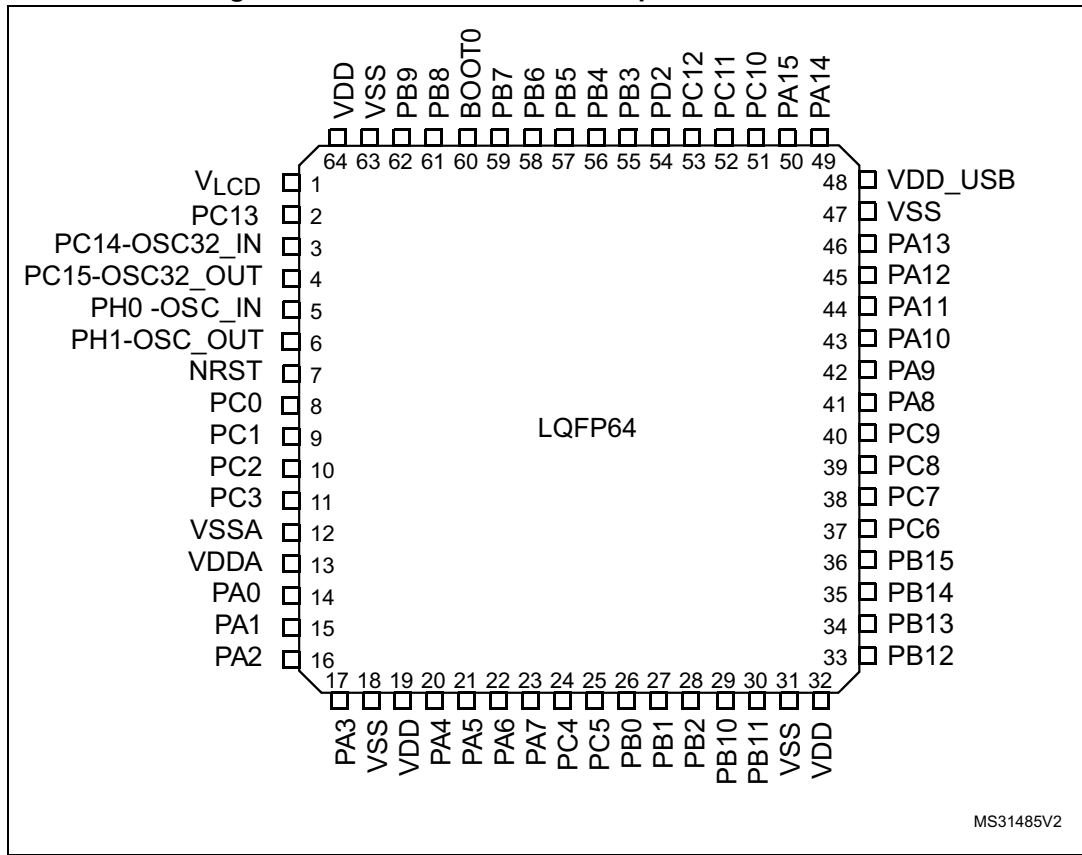 VDD
VSS
PB9
PB8
BOOT0
PB7
PB6
PB5
PB4
PB3
PD2
PC12
PC11
PC10
PA15
PA14
64 63 62 61 60 59 58 57 56 55 54 53 52 51 50 49
VLCD 1
PC13 2
PC14-OSC32_IN 3
PC15-OSC32_OUT 4
PH0 -OSC_IN 5
PH1-OSC_OUT 6
NRST 7
PC0 8
PC1 9
PC2 10
PC3 11
VSSA 12
VDDA 13
PA0 14
PA1 15
PA2 16
LQFP64
48 VDD_USB
47 VSS
46 PA13
45 PA12
44 PA11
43 PA10
42 PA9
41 PA8
40 PC9
39 PC8
38 PC7
37 PC6
36 PB15
35 PB14
34 PB13
33 PB12
17 18 19 20 21 22 23 24 25 26 27 28 29 30 31 32
PA3
VSS
VDD
PA4
PA5
PA6
PA7
PC4
PC5
PB0
PB1
PB2
PB10
PB11
VSS
VDD
MS31485V2